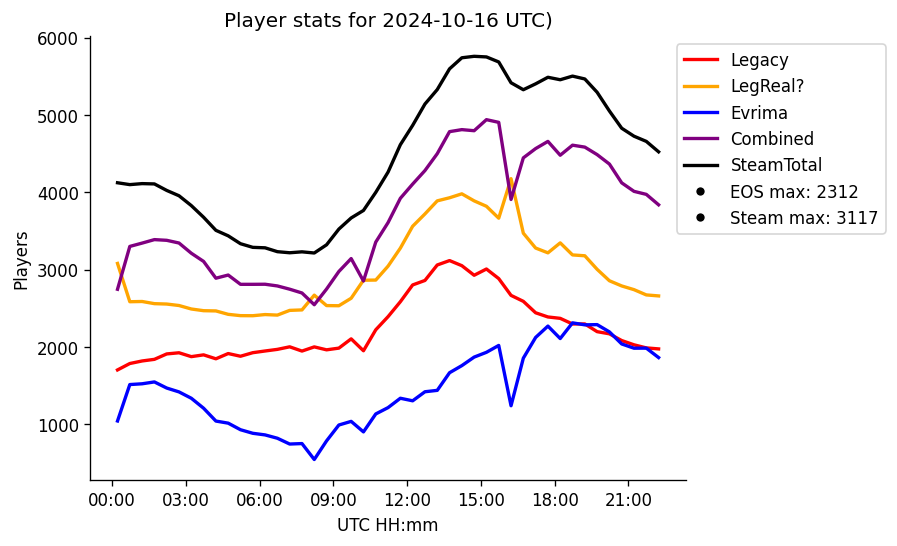 Player stats for 2024-10-16 UTC)
Players
6000
5000
4000
3000
2000
1000
00:00 03:00 06:00 09:00 12:00 15:00 18:00 21:00
UTC HH:mm
Legacy
LegReal?
Evrima
Combined
SteamTotal
EOS max: 2312
Steam max: 3117